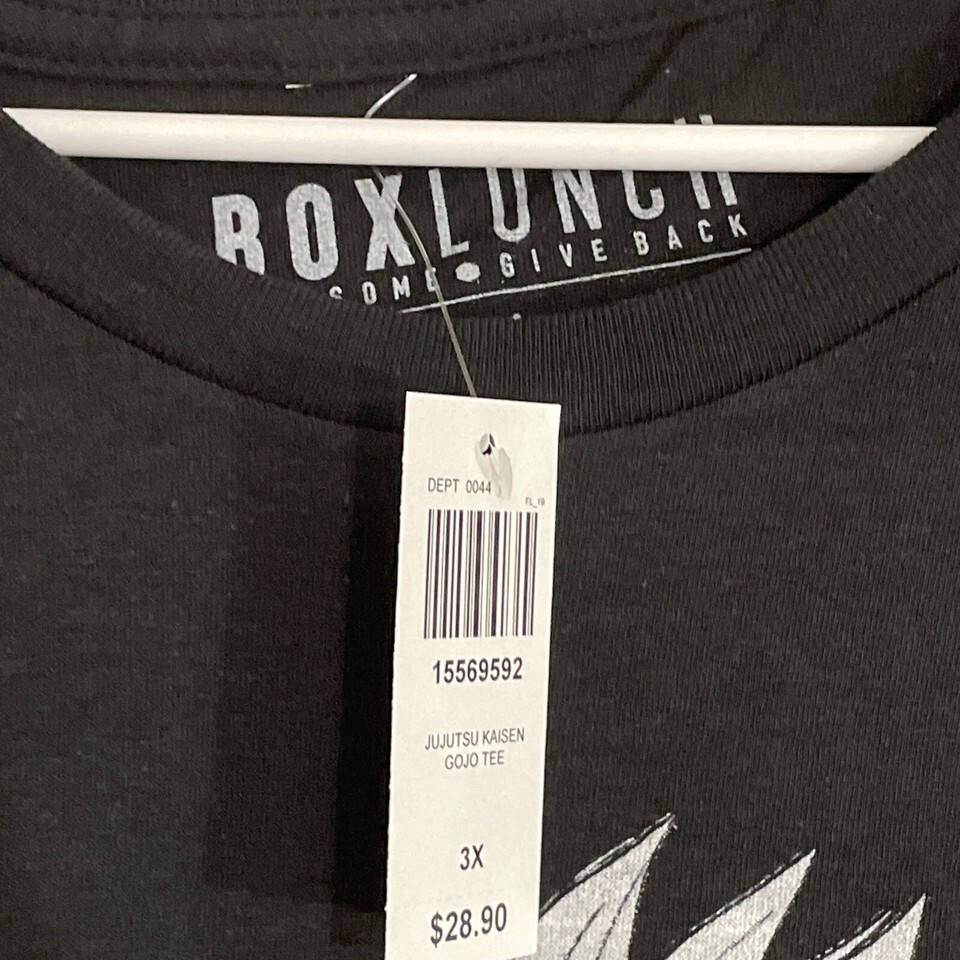 BOXLUNCH
SOME GIVE BACK
DEPT 0044
FL_19
15569592
JUJUTSU KAISEN
GOJO TEE
3X
$28.90